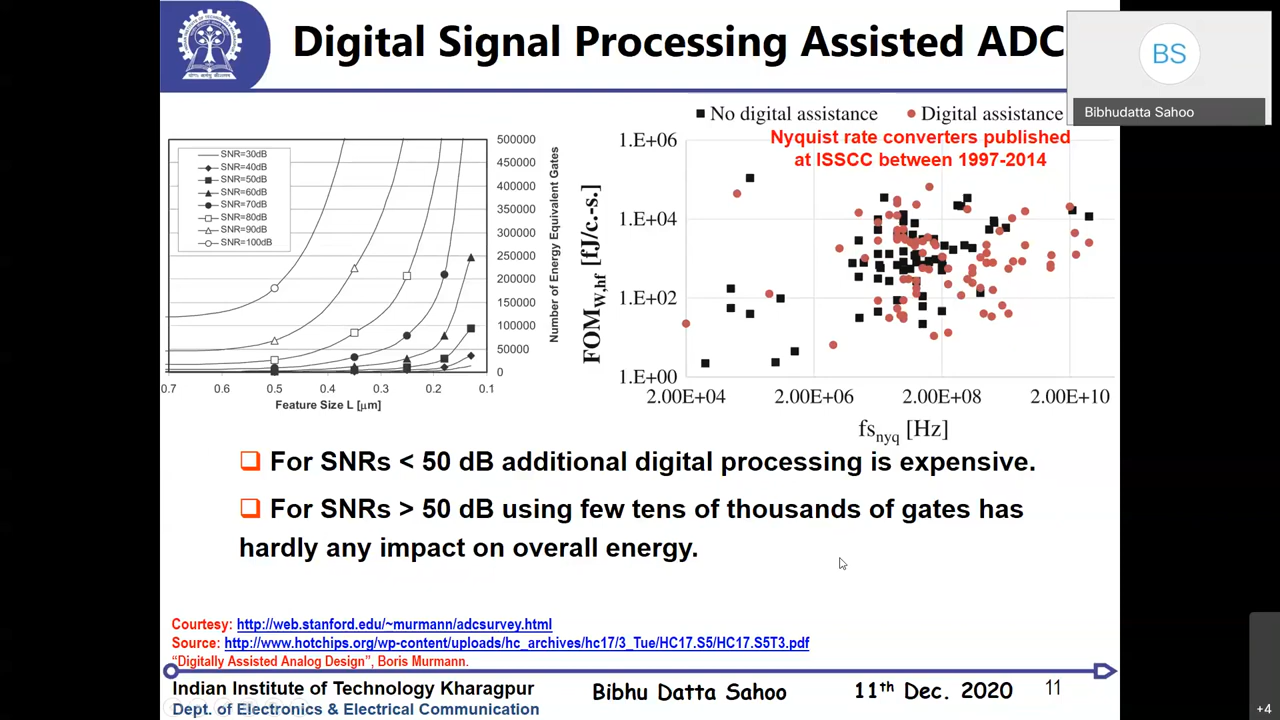 Digital Signal Processing Assisted ADC
BS
Bibhudatta Sahoo
No digital assistance
Digital assistance
Nyquist rate converters published
at ISSCC between 1997-2014
SNR=30dB
SNR=40dB
SNR=50dB
SNR=60dB
SNR=70dB
SNR=80dB
SNR=90dB
SNR=100dB
500000
450000
400000
350000
300000
250000
200000
150000
100000
50000
0
Number of Energy Equivalent Gates
0.7 0.6 0.5 0.4 0.3 0.2 0.1
Feature Size L [μm]
FOMW,hf [fJ/c.-s.]
1.E+06
1.E+04
1.E+02
1.E+00
2.00E+04 2.00E+06 2.00E+08 2.00E+10
fsnyq [Hz]
For SNRs < 50 dB additional digital processing is expensive.
For SNRs > 50 dB using few tens of thousands of gates has
hardly any impact on overall energy.
Courtesy: http://web.stanford.edu/~murmann/adcsurvey.html
Source: http://www.hotchips.org/wp-content/uploads/hc_archives/hc17/3_Tue/HC17.S5/HC17.S5T3.pdf
“Digitally Assisted Analog Design”, Boris Murmann.
Indian Institute of Technology Kharagpur
Dept. of Electronics & Electrical Communication
Bibhu Datta Sahoo
11th Dec. 2020
11
+4